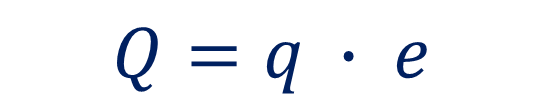 Q = q · e